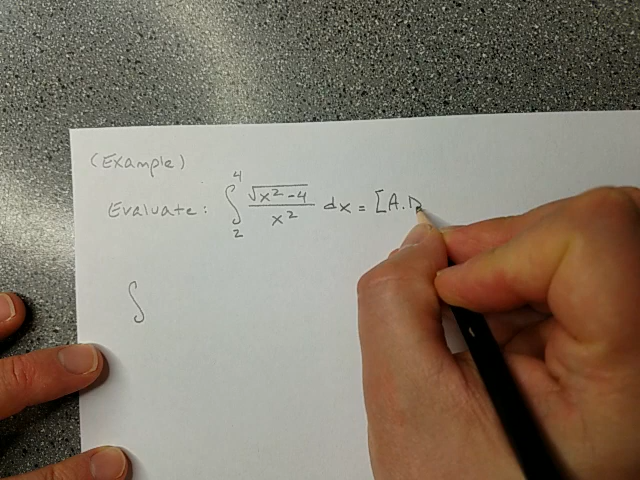 (Example)
Evaluate: ∫₂⁴ √(x²-4) / x² dx = [A.D
∫